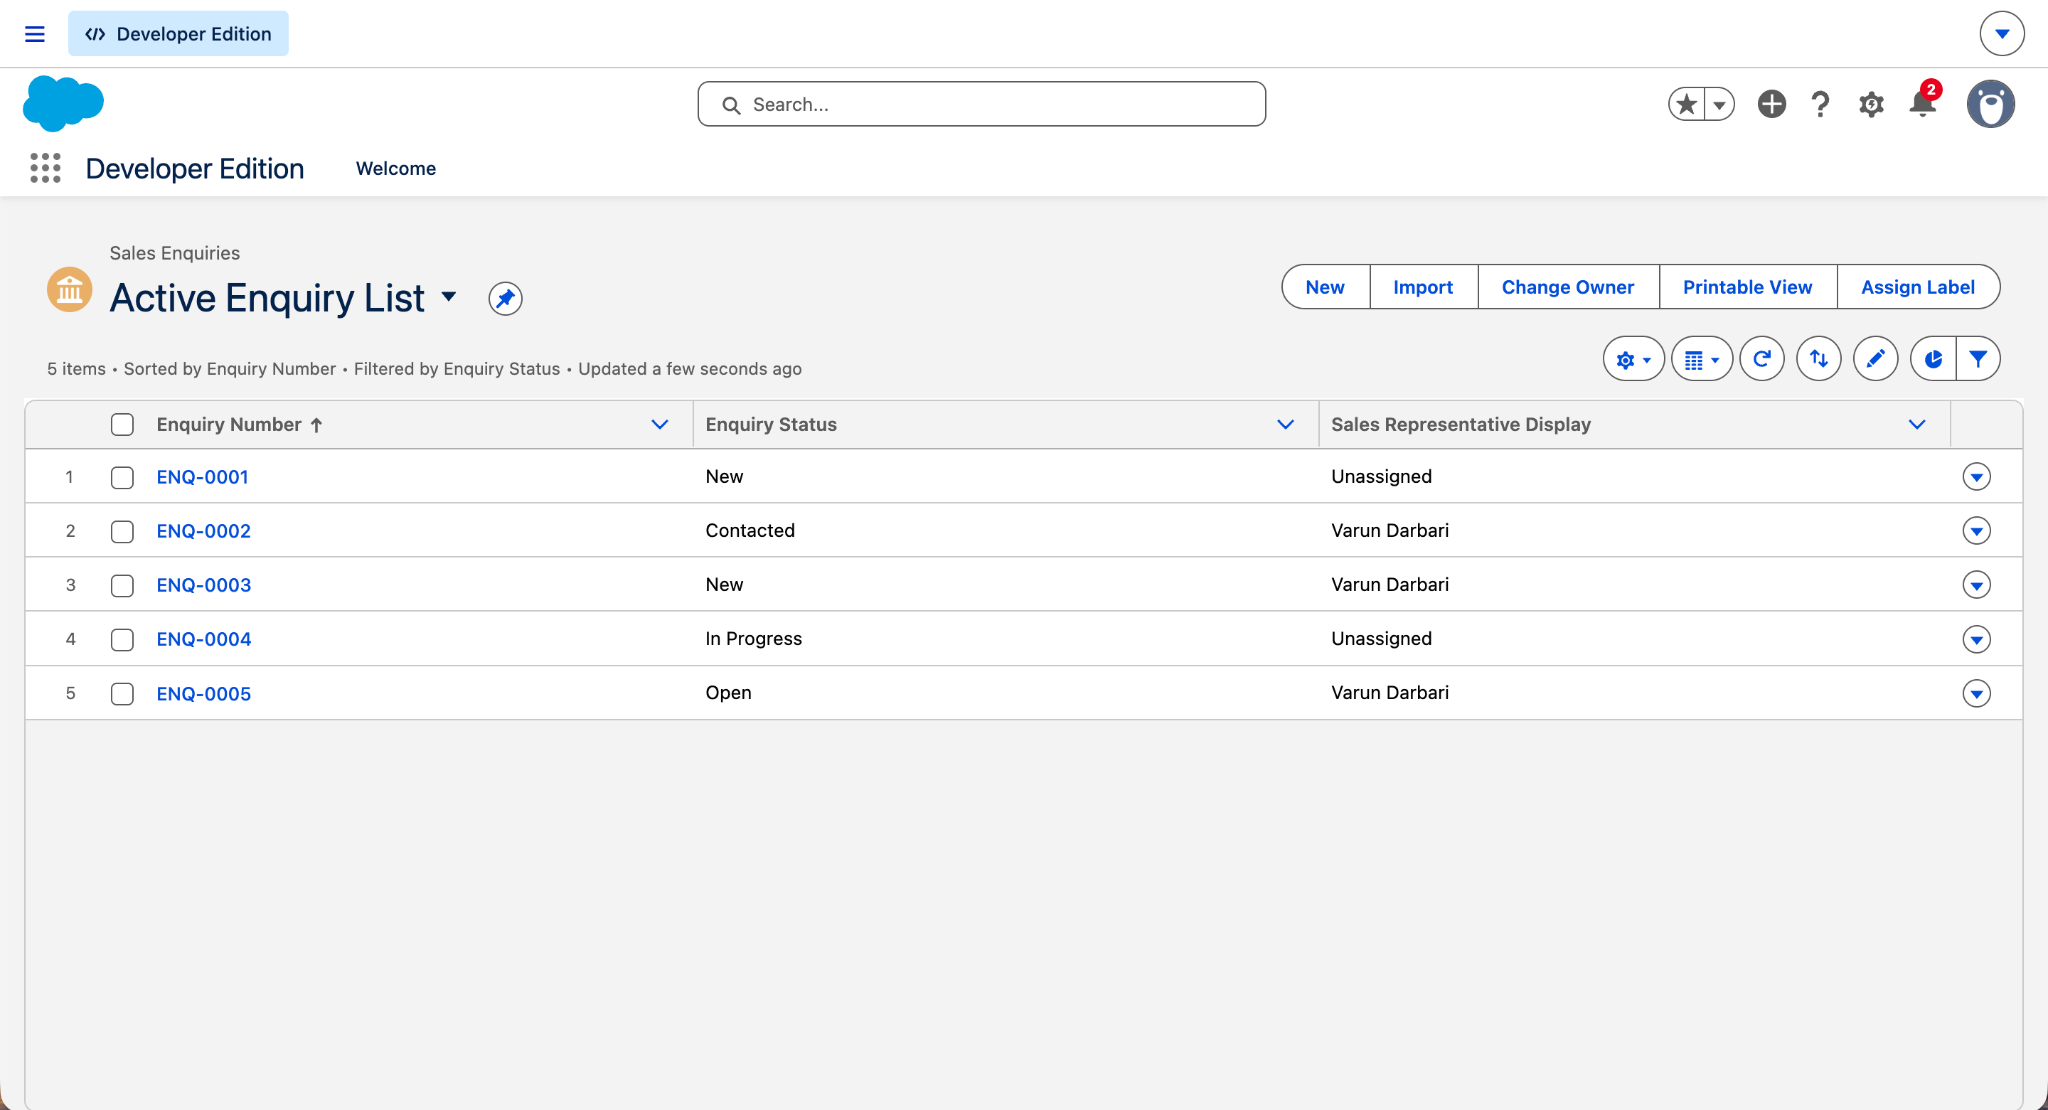 Developer Edition
Search...
2
Developer Edition Welcome
Sales Enquiries
Active Enquiry List
New Import Change Owner Printable View Assign Label
5 items • Sorted by Enquiry Number • Filtered by Enquiry Status • Updated a few seconds ago
Enquiry Number Enquiry Status Sales Representative Display
1 ENQ-0001 New Unassigned
2 ENQ-0002 Contacted Varun Darbari
3 ENQ-0003 New Varun Darbari
4 ENQ-0004 In Progress Unassigned
5 ENQ-0005 Open Varun Darbari